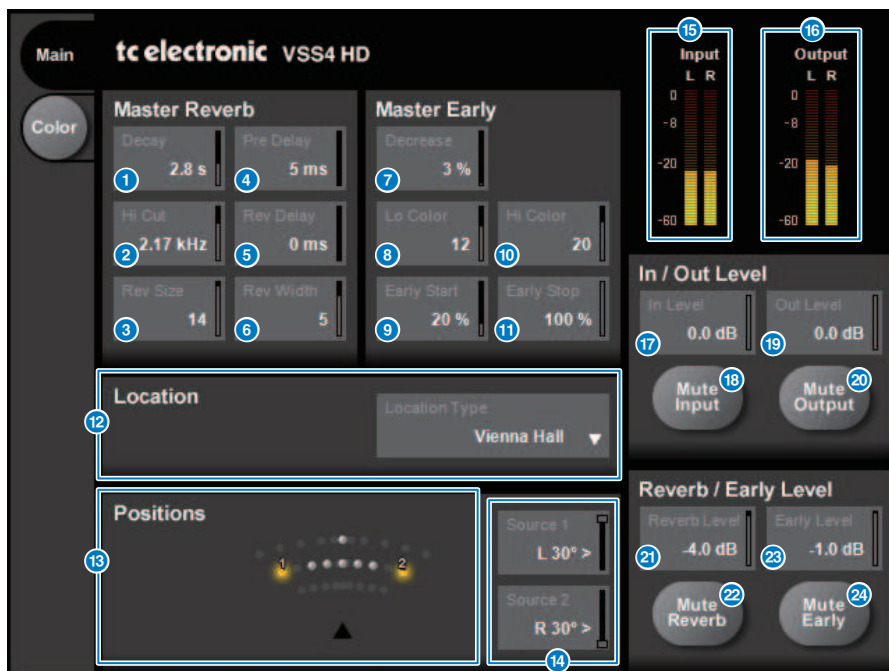 Main
Color
tc electronic VSS4 HD
Master Reverb
Decay
2.8 s
1
Pre Delay
5 ms
4
Hi Cut
2.17 kHz
2
Rev Delay
0 ms
5
Rev Size
14
3
Rev Width
5
6
Master Early
Decrease
3 %
7
Lo Color
12
8
Hi Color
20
10
Early Start
20 %
9
Early Stop
100 %
11
Location
12
Location Type
Vienna Hall
Positions
13
1
2
Source 1
L 30° >
Source 2
R 30° >
14
15
Input
L R
0
-8
-20
-60
16
Output
L R
0
-8
-20
-60
In / Out Level
In Level
0.0 dB
17
Out Level
0.0 dB
19
Mute
Input
18
Mute
Output
20
Reverb / Early Level
Reverb Level
-4.0 dB
21
Early Level
-1.0 dB
23
Mute
Reverb
22
Mute
Early
24